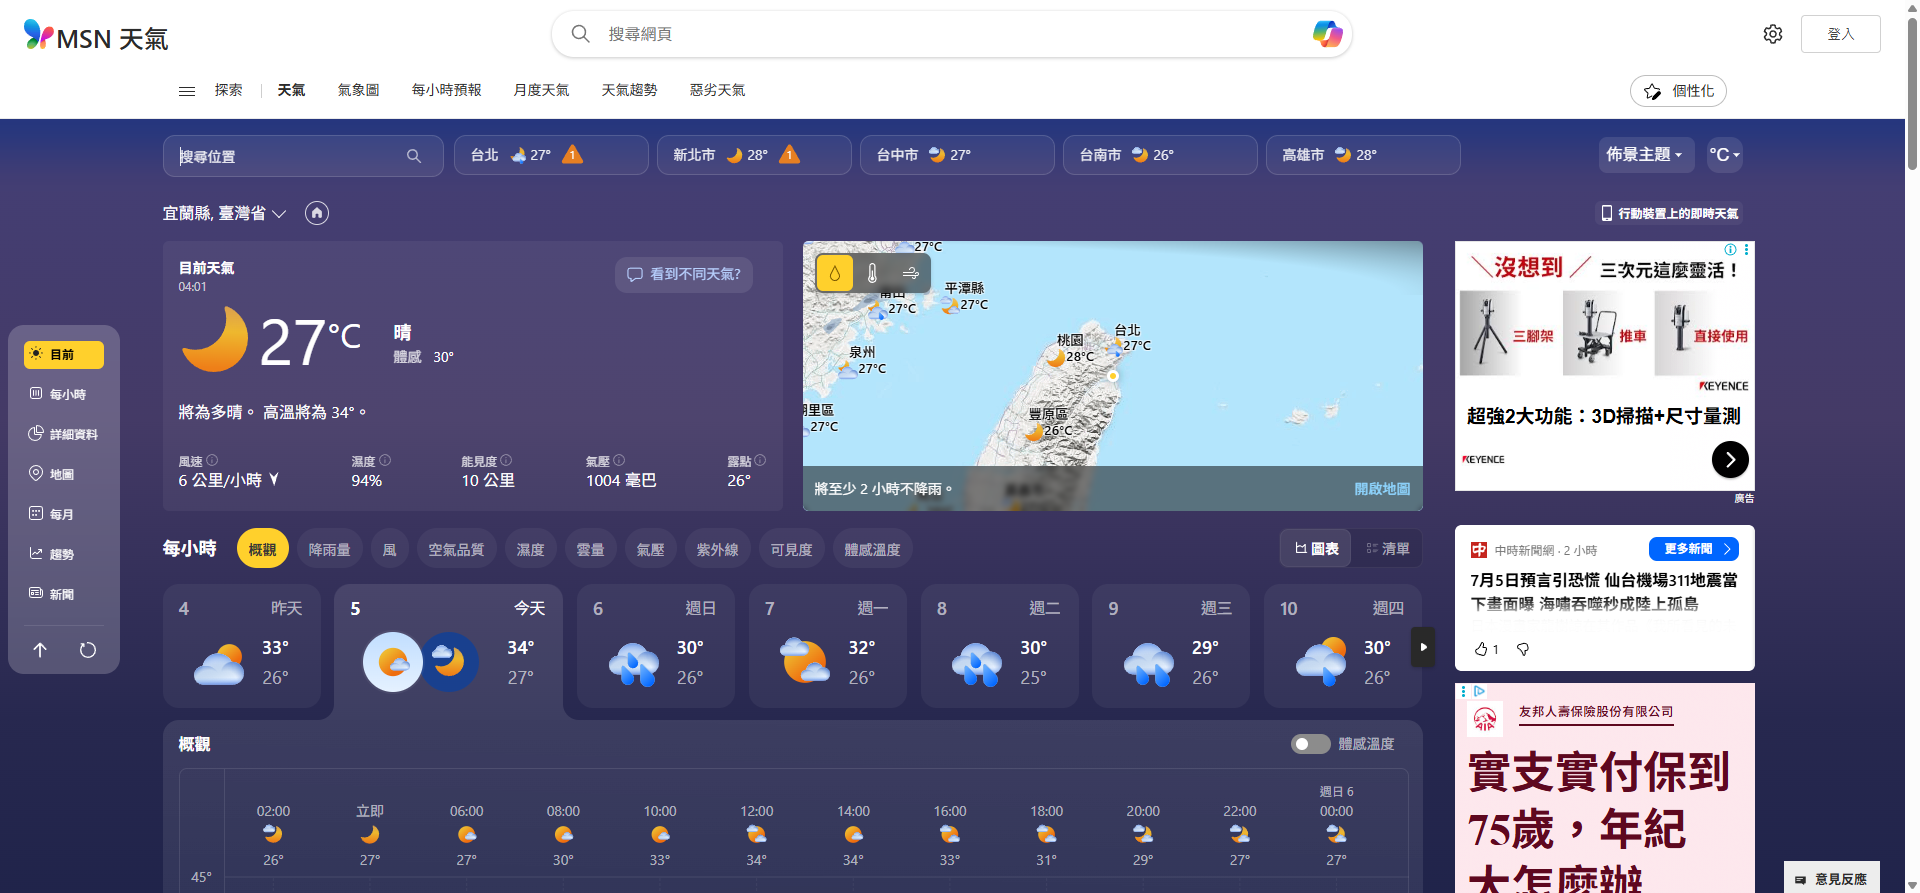 MSN 天氣
搜尋網頁
登入
探索
天氣
氣象圖
每小時預報
月度天氣
天氣趨勢
惡劣天氣
個性化
搜尋位置
台北 27° 1
新北市 28° 1
台中市 27°
台南市 26°
高雄市 28°
佈景主題
°C
宜蘭縣, 臺灣省
行動裝置上的即時天氣
目前天氣
04:01
看到不同天氣?
27°C
晴
體感 30°
將為多晴。 高溫將為 34°。
風速
6 公里/小時
濕度
94%
能見度
10 公里
氣壓
1004 毫巴
露點
26°
27°C
平潭縣
27°C
27°C
泉州
27°C
27°C
桃園
28°C
台北
27°C
豐原區
26°C
將至少 2 小時不降雨。
開啟地圖
目前
每小時
詳細資料
地圖
每月
趨勢
新聞
每小時
概觀
降雨量
風
空氣品質
濕度
雲量
氣壓
紫外線
可見度
體感溫度
圖表
清單
4 昨天
33°
26°
5 今天
34°
27°
6 週日
30°
26°
7 週一
32°
26°
8 週二
30°
25°
9 週三
29°
26°
10 週四
30°
26°
概觀
體感溫度
週日 6
02:00 立即 06:00 08:00 10:00 12:00 14:00 16:00 18:00 20:00 22:00 00:00
26° 27° 27° 30° 33° 34° 34° 33° 31° 29° 27° 27°
45°
沒想到 三次元這麼靈活！
三腳架
推車
直接使用
KEYENCE
超強2大功能：3D掃描+尺寸量測
KEYENCE
廣告
中 中時新聞網 · 2 小時
更多新聞
7月5日預言引恐慌 仙台機場311地震當
下畫面曝 海嘯吞噬秒成陸上孤島
1
AIA
友邦人壽保險股份有限公司
實支實付保到
75歲，年紀
大怎麼辦
意見反應